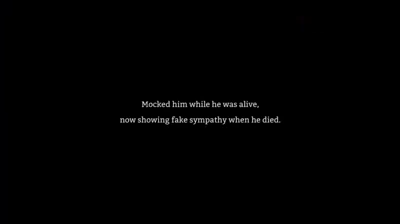 Mocked him while he was alive,
now showing fake sympathy when he died.